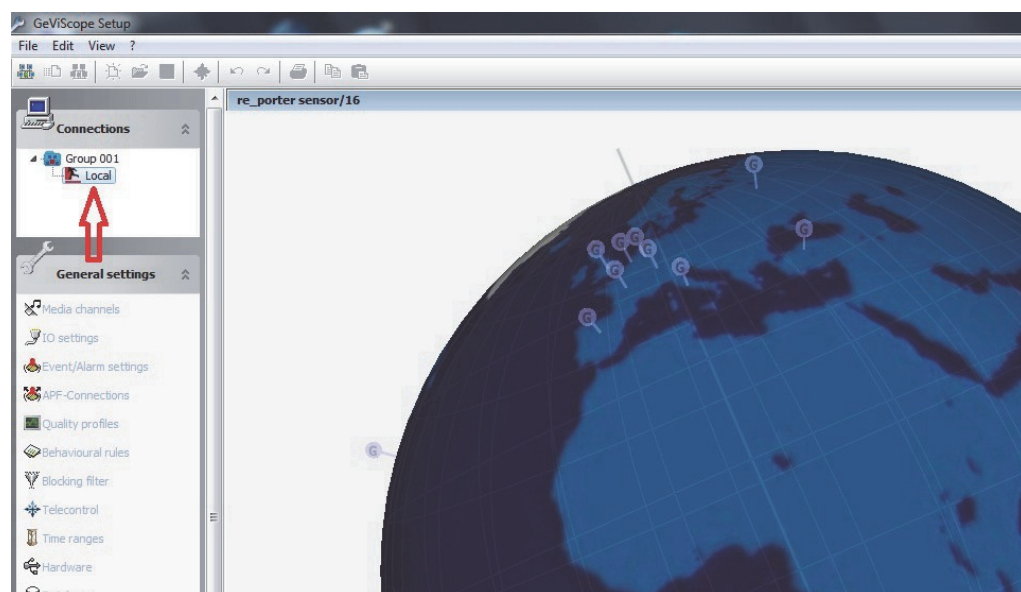 GeViScope Setup
File Edit View ?
re_porter sensor/16
Connections
Group 001
Local
General settings
Media channels
IO settings
Event/Alarm settings
APF-Connections
Quality profiles
Behavioural rules
Blocking filter
Telecontrol
Time ranges
Hardware
G
G
G
G
G
G
G
G
G
G